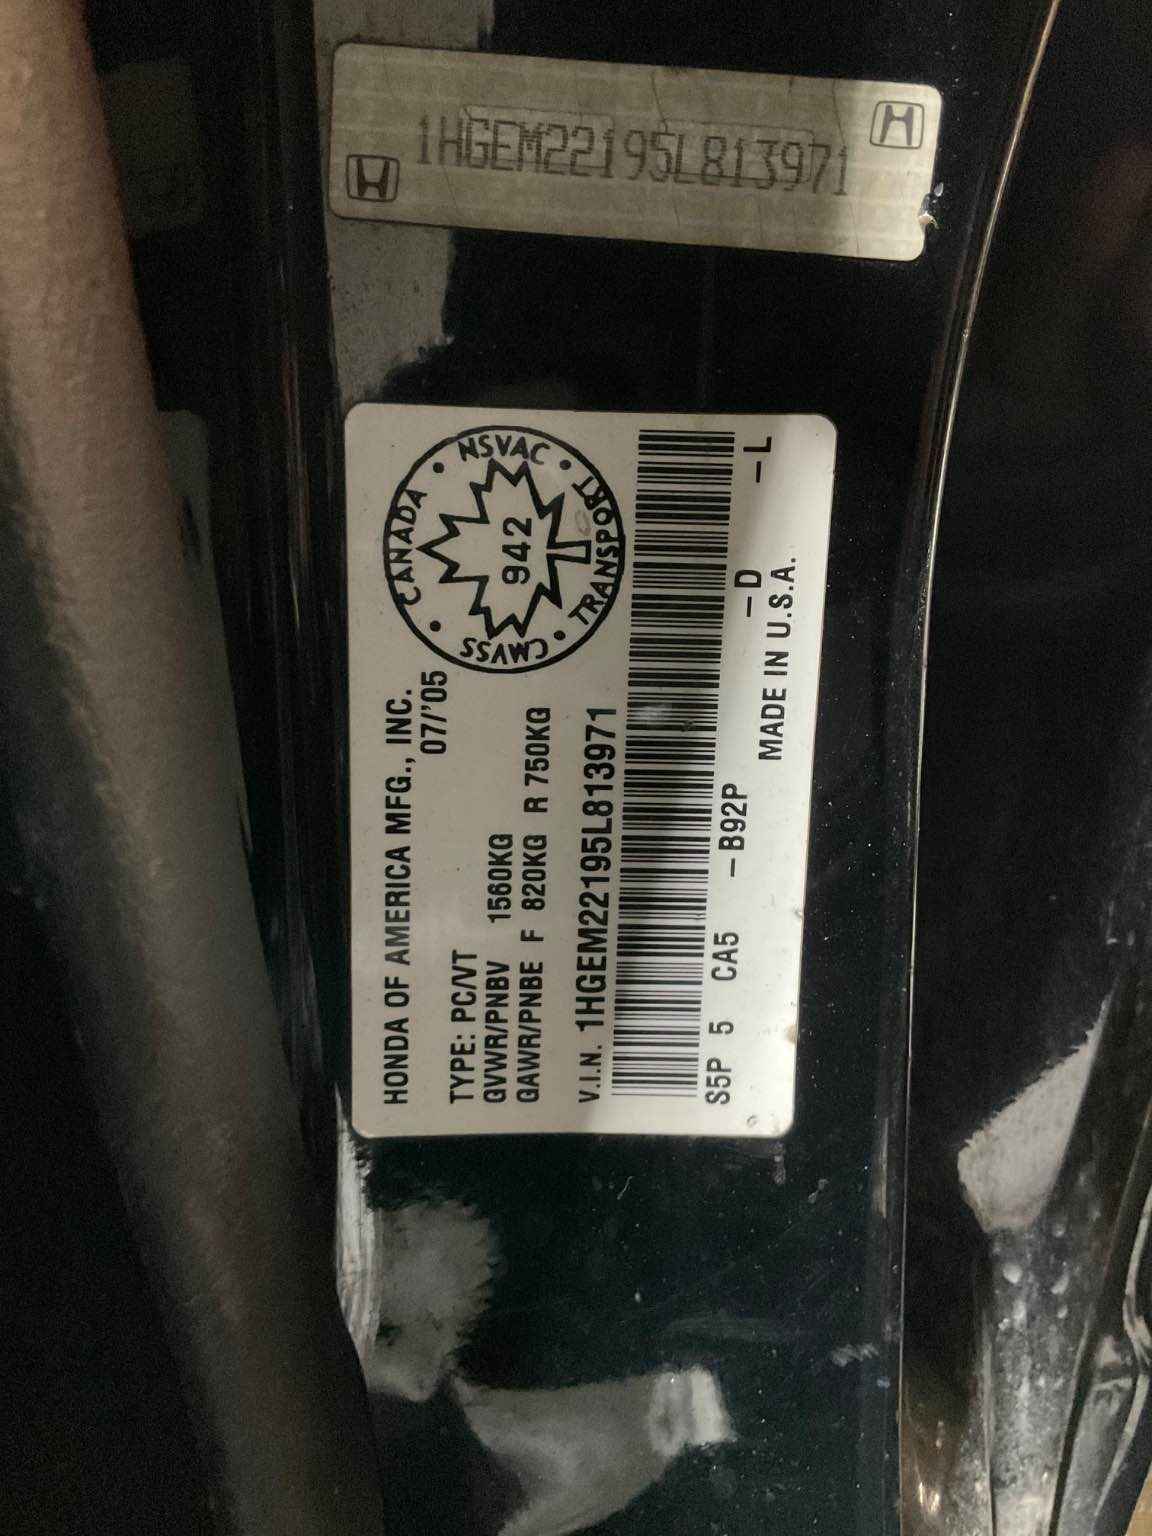 1HGEM22195L813971
HONDA OF AMERICA MFG., INC.
07/'05
TYPE: PC/VT
GVWR/PNBV 1560KG
GAWR/PNBE F 820KG R 750KG
V.I.N. 1HGEM22195L813971
CANADA • NSVAC • TRANSPORT • CMVSS •
942
S5P 5 CA5 -B92P -D -L
MADE IN U.S.A.